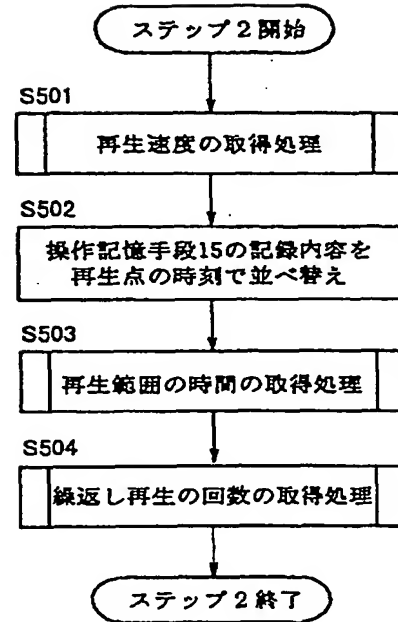 ステップ2開始
S501
再生速度の取得処理
S502
操作記憶手段15の記録内容を
再生点の時刻で並べ替え
S503
再生範囲の時間の取得処理
S504
繰返し再生の回数の取得処理
ステップ2終了